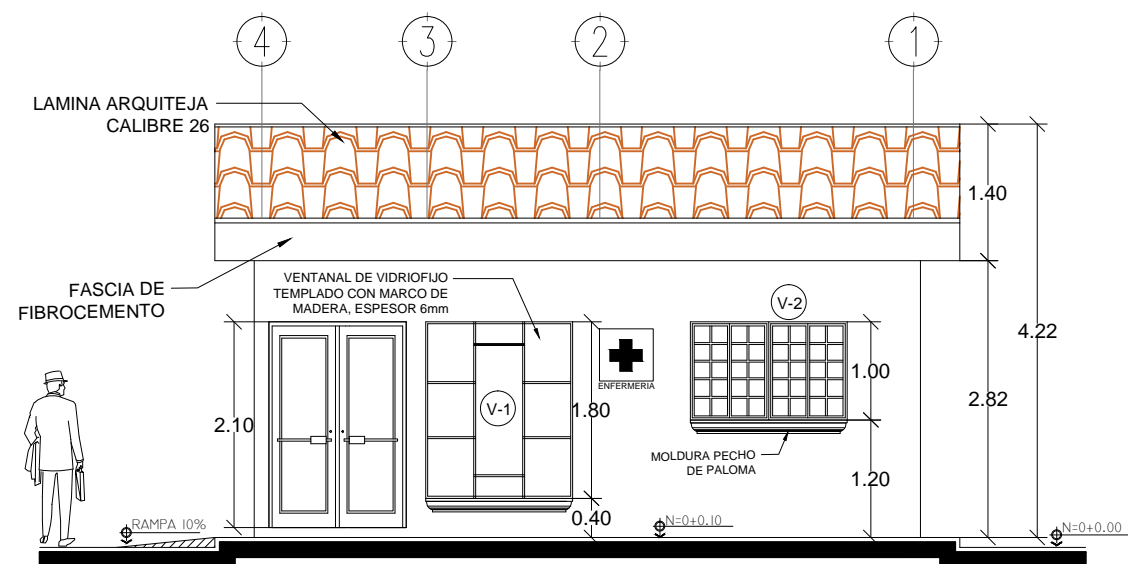 4
3
2
1
LAMINA ARQUITEJA
CALIBRE 26
1.40
FASCIA DE
FIBROCEMENTO
VENTANAL DE VIDRIOFIJO
TEMPLADO CON MARCO DE
MADERA, ESPESOR 6mm
V-2
4.22
1.00
2.82
ENFERMERIA
V-1
1.80
2.10
MOLDURA PECHO
DE PALOMA
1.20
0.40
RAMPA 10%
N=0+0.10
N=0+0.00